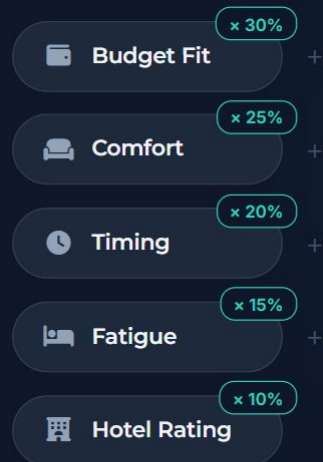 × 30%
Budget Fit
+
× 25%
Comfort
+
× 20%
Timing
+
× 15%
Fatigue
+
× 10%
Hotel Rating